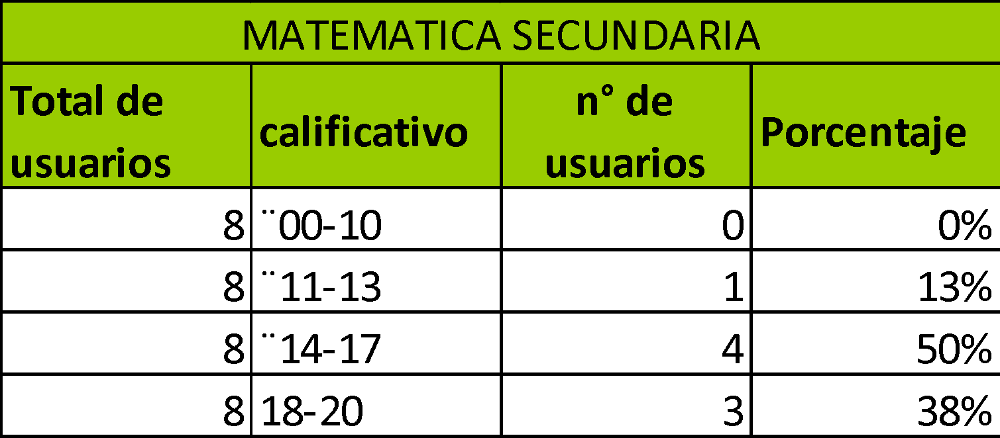 MATEMATICA SECUNDARIA
Total de usuarios calificativo n° de usuarios Porcentaje
8 ¨00-10 0 0%
8 ¨11-13 1 13%
8 ¨14-17 4 50%
8 18-20 3 38%